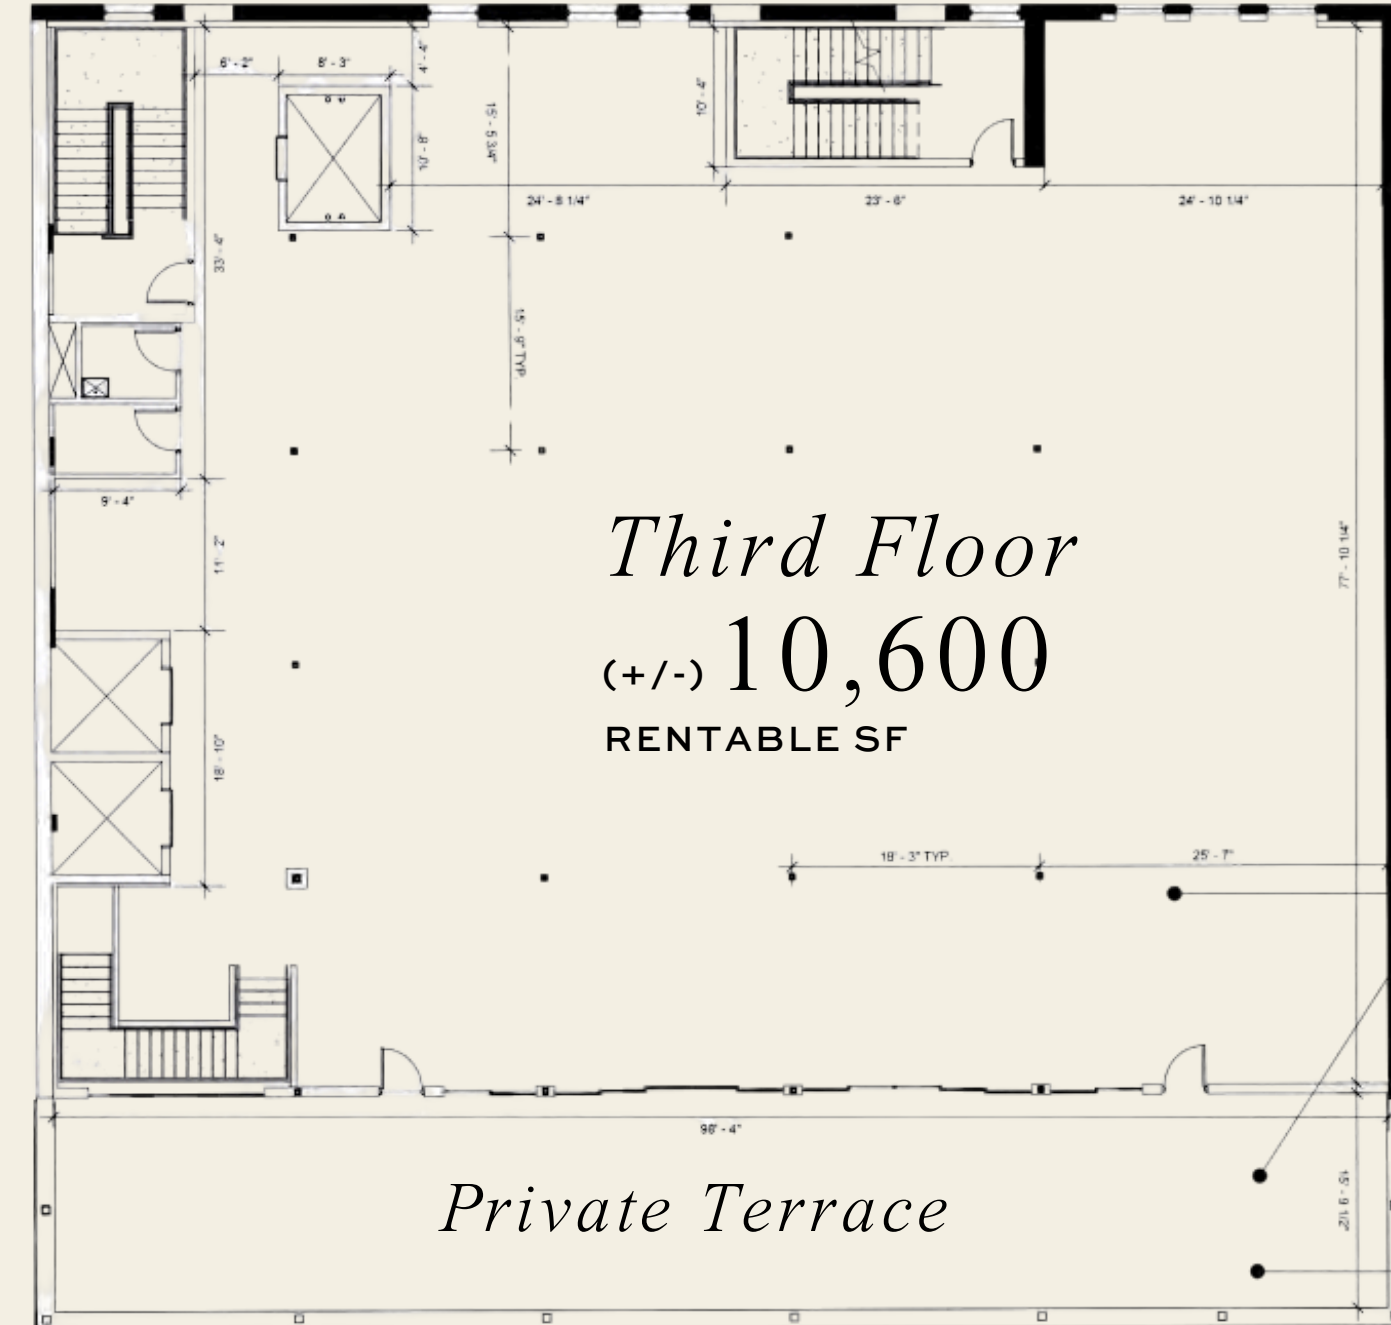 6' - 2"
8' - 3"
4' - 4"
10' - 8"
15' - 5 3/4"
10' - 4"
24' - 8 1/4"
23' - 6"
24' - 10 1/4"
33' - 4"
15' - 9" TYP.
9' - 4"
11' - 2"
77' - 10 1/4"
Third Floor
(+/-) 10,600
RENTABLE SF
18' - 10"
18' - 3" TYP.
25' - 7"
98' - 4"
Private Terrace
15' - 9 1/2"